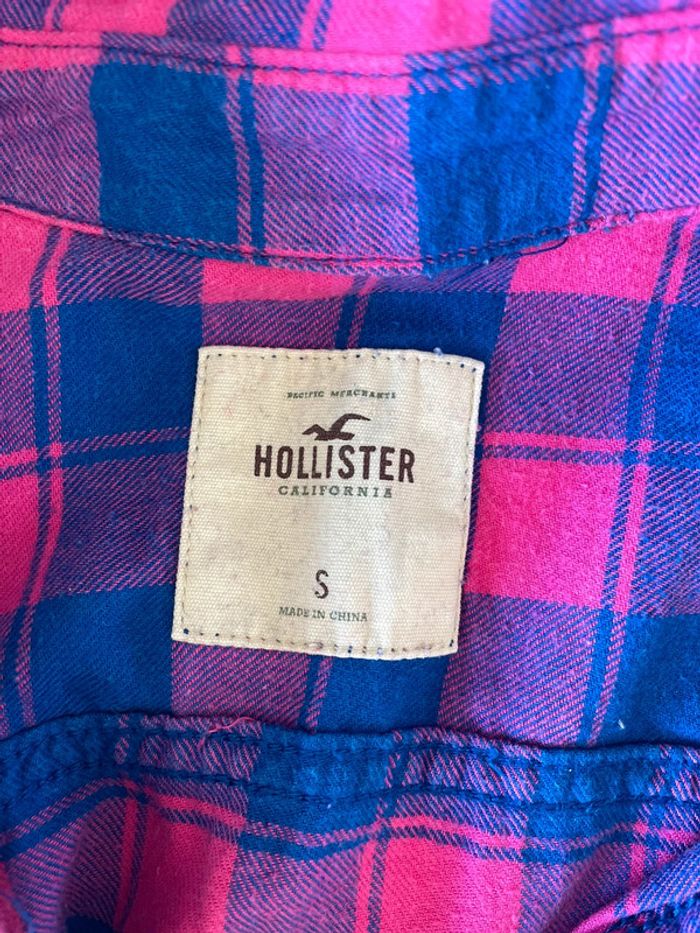 PACIFIC MERCHANTS
HOLLISTER
CALIFORNIA
S
MADE IN CHINA